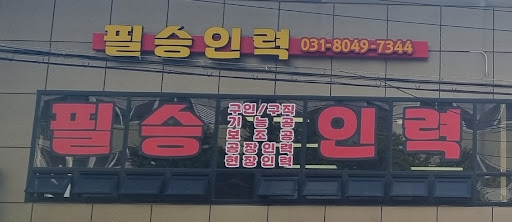 필승인력 031-8049-7344
필승 인력
구인/구직
기능공
보조공
공장인력
현장인력